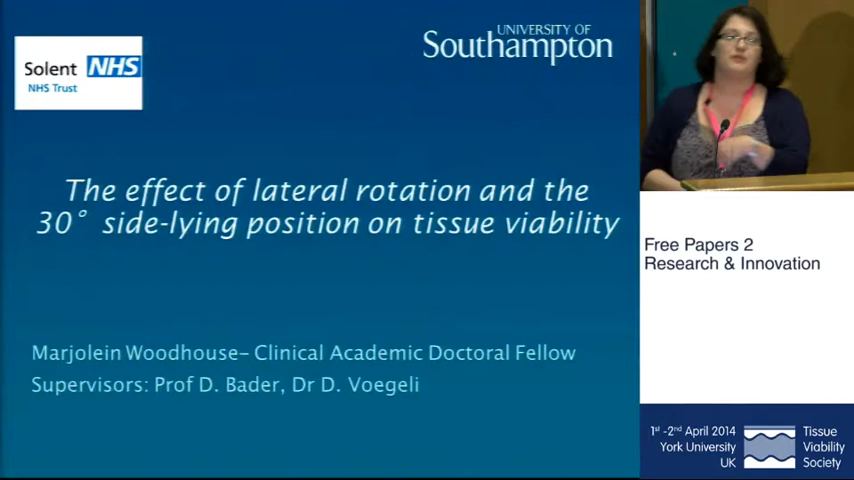 Solent NHS
NHS Trust
UNIVERSITY OF
Southampton
The effect of lateral rotation and the
30° side-lying position on tissue viability
Marjolein Woodhouse– Clinical Academic Doctoral Fellow
Supervisors: Prof D. Bader, Dr D. Voegeli
Free Papers 2
Research & Innovation
1st -2nd April 2014
York University
UK
Tissue
Viability
Society